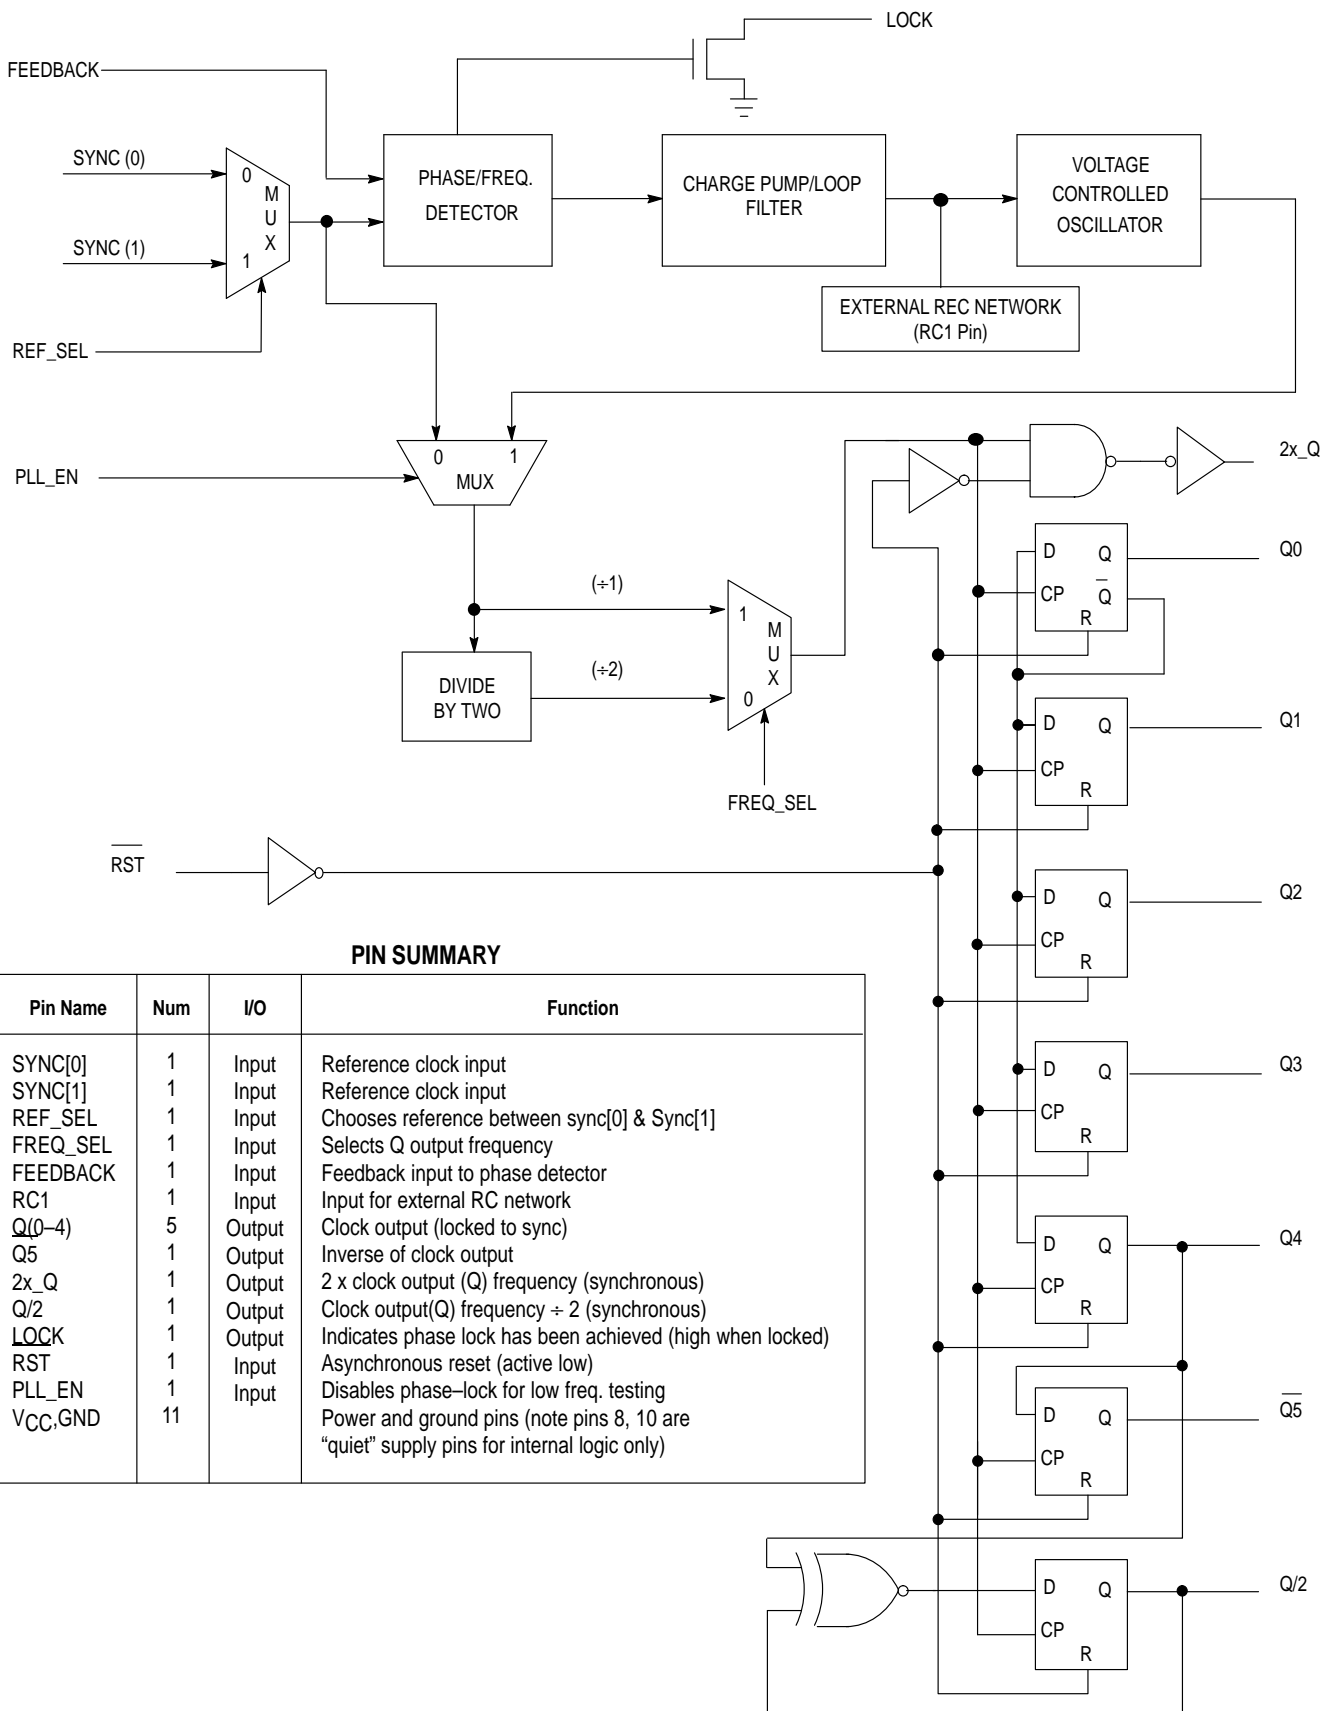 LOCK
FEEDBACK
SYNC (0)
SYNC (1)
0
M
U
X
1
REF_SEL
PHASE/FREQ.
DETECTOR
CHARGE PUMP/LOOP
FILTER
VOLTAGE
CONTROLLED
OSCILLATOR
EXTERNAL REC NETWORK
(RC1 Pin)
PLL_EN
0 1
MUX
2x_Q
(÷1)
(÷2)
DIVIDE
BY TWO
1
M
U
X
0
FREQ_SEL
D Q
CP Q̅
R
Q0
D Q
CP
R
Q1
R̅S̅T̅
D Q
CP
R
Q2
D Q
CP
R
Q3
D Q
CP
R
Q4
D Q
CP
R
Q̅5̅
D Q
CP
R
Q/2
PIN SUMMARY
Pin Name Num I/O Function
SYNC[0] 1 Input Reference clock input
SYNC[1] 1 Input Reference clock input
REF_SEL 1 Input Chooses reference between sync[0] & Sync[1]
FREQ_SEL 1 Input Selects Q output frequency
FEEDBACK 1 Input Feedback input to phase detector
RC1 1 Input Input for external RC network
Q(0–4) 5 Output Clock output (locked to sync)
Q̅5̅ 1 Output Inverse of clock output
2x_Q 1 Output 2 x clock output (Q) frequency (synchronous)
Q/2 1 Output Clock output(Q) frequency ÷ 2 (synchronous)
LOCK 1 Output Indicates phase lock has been achieved (high when locked)
R̅S̅T̅ 1 Input Asynchronous reset (active low)
PLL_EN 1 Input Disables phase–lock for low freq. testing
VCC,GND 11 Power and ground pins (note pins 8, 10 are
“quiet” supply pins for internal logic only)